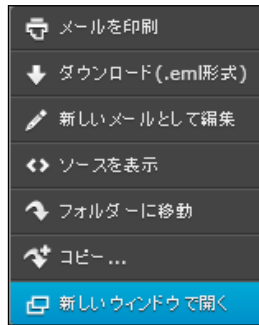 メールを印刷
ダウンロード(.eml形式)
新しいメールとして編集
ソースを表示
フォルダーに移動
コピー...
新しいウィンドウで開く